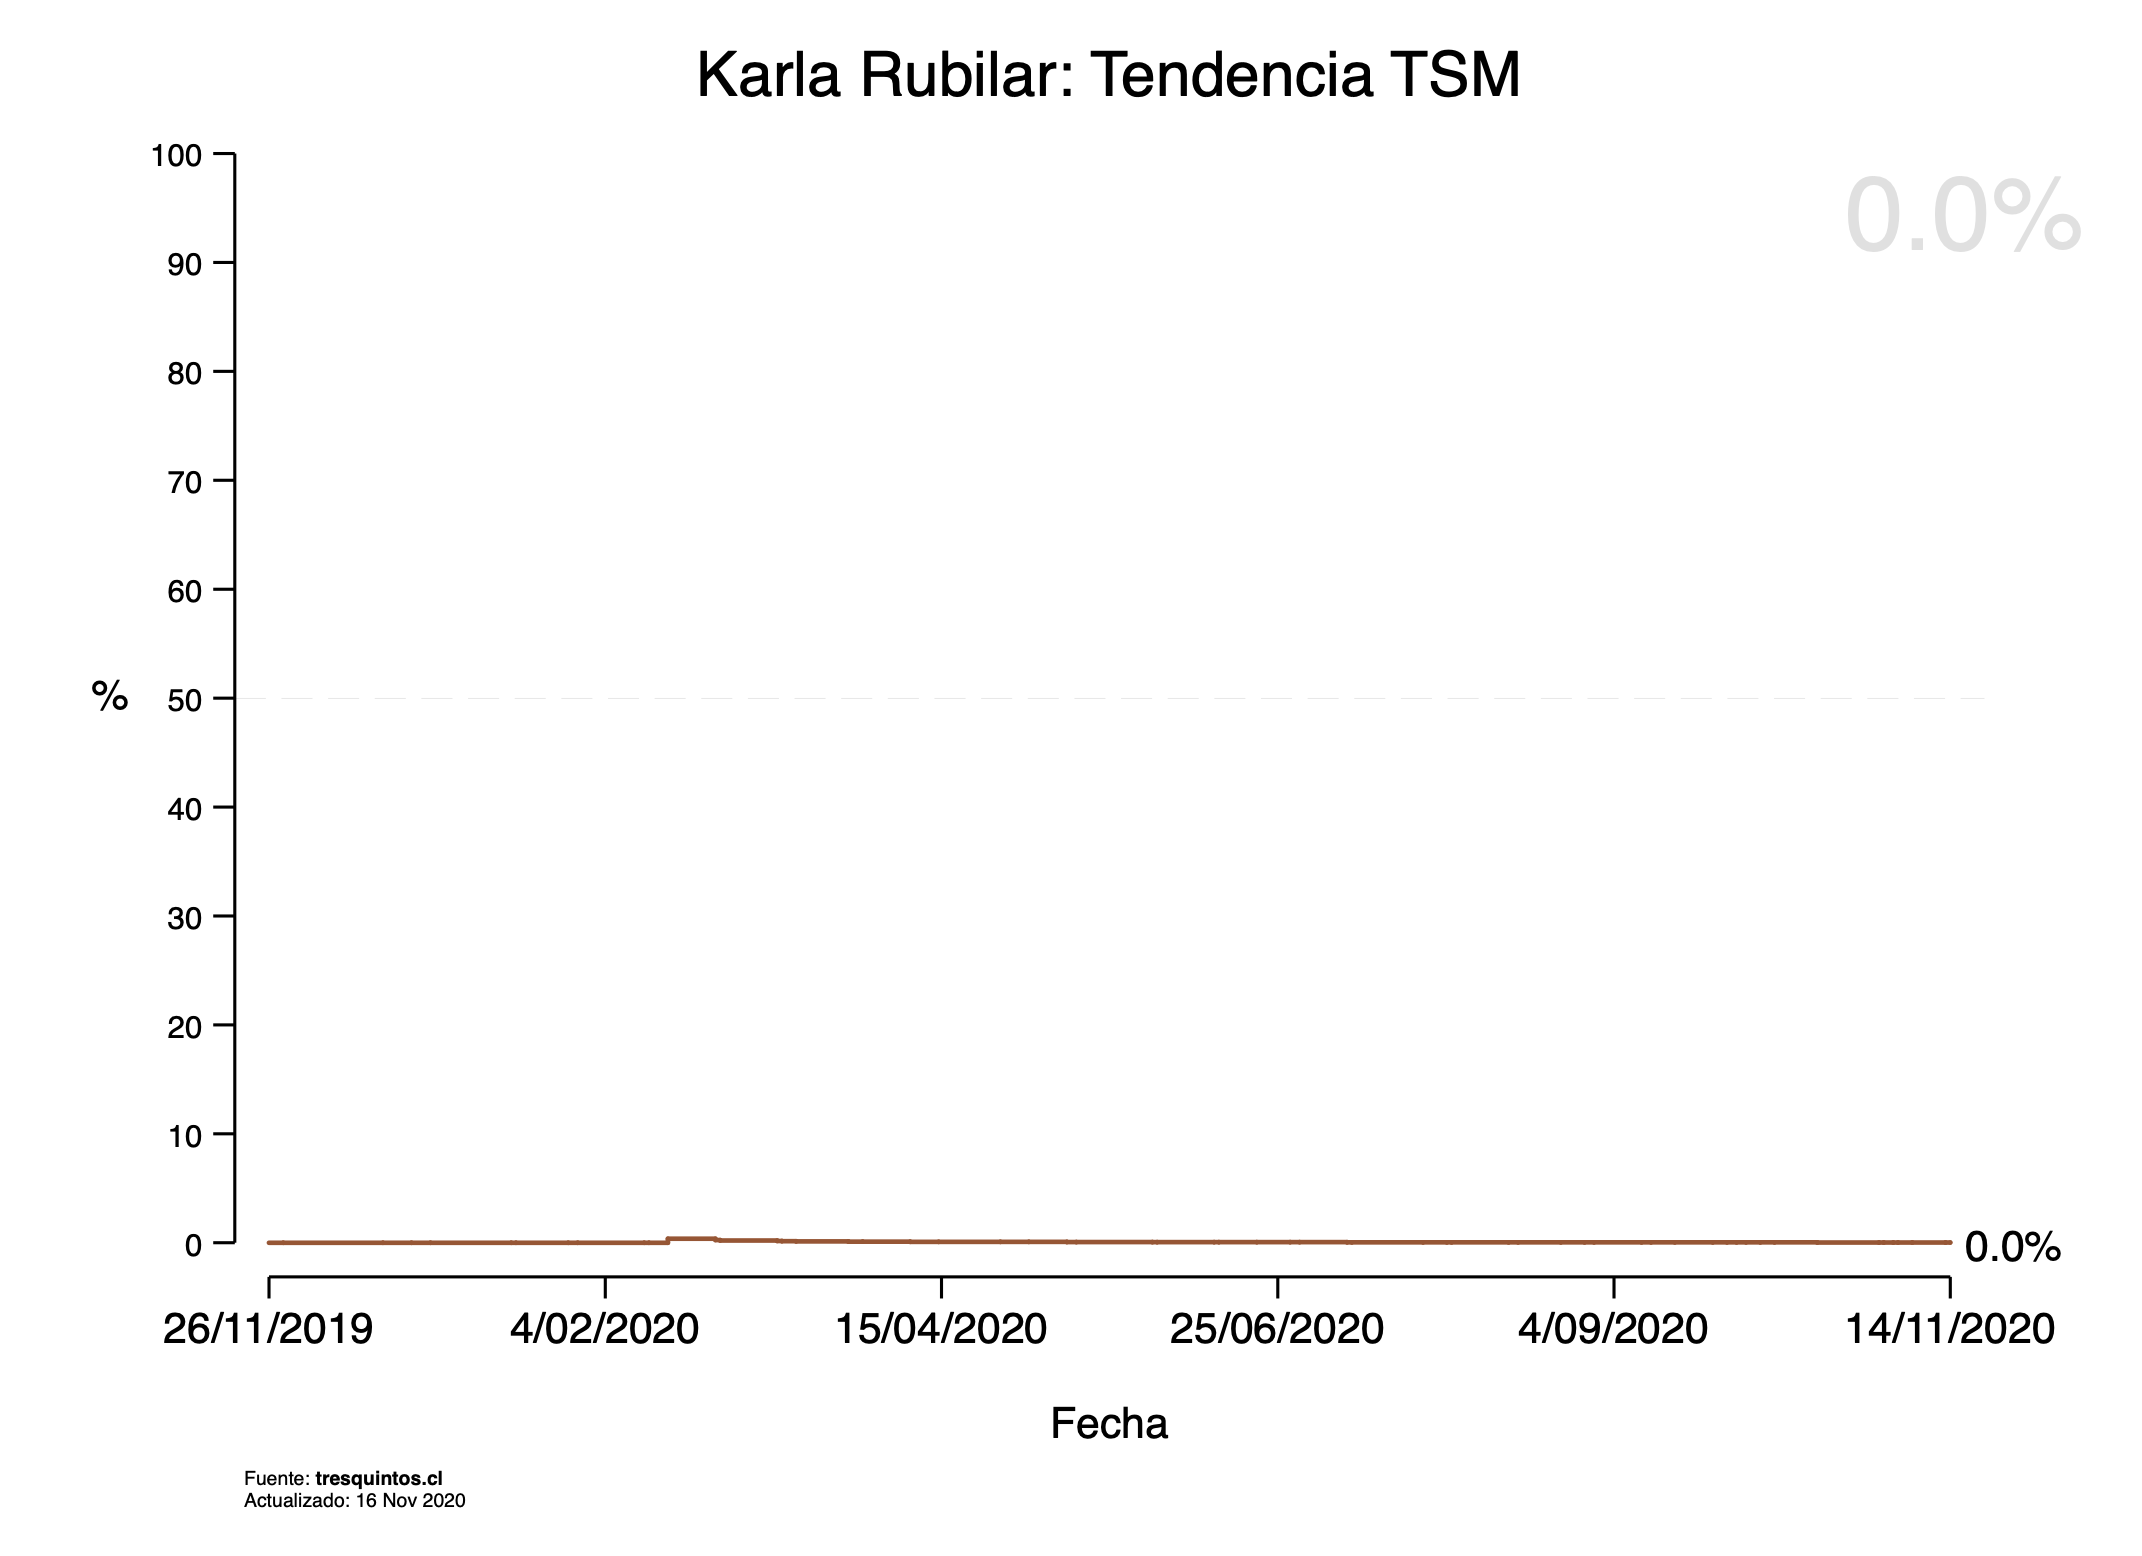 Karla Rubilar: Tendencia TSM
0.0%
100
90
80
70
60
50
40
30
20
10
0
%
0.0%
26/11/2019 4/02/2020 15/04/2020 25/06/2020 4/09/2020 14/11/2020
Fecha
Fuente: tresquintos.cl
Actualizado: 16 Nov 2020